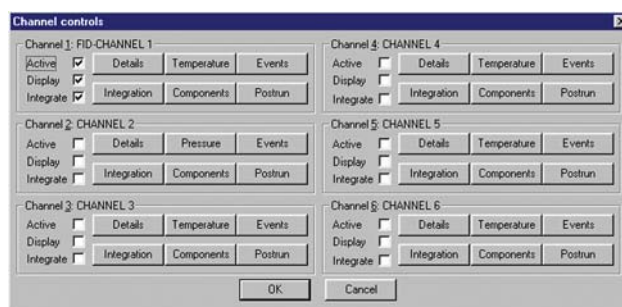 Channel controls
Channel 1: FID-CHANNEL 1
Active Details Temperature Events
Display
Integrate Integration Components Postrun
Channel 2: CHANNEL 2
Active Details Pressure Events
Display
Integrate Integration Components Postrun
Channel 3: CHANNEL 3
Active Details Temperature Events
Display
Integrate Integration Components Postrun
Channel 4: CHANNEL 4
Active Details Temperature Events
Display
Integrate Integration Components Postrun
Channel 5: CHANNEL 5
Active Details Temperature Events
Display
Integrate Integration Components Postrun
Channel 6: CHANNEL 6
Active Details Temperature Events
Display
Integrate Integration Components Postrun
OK Cancel